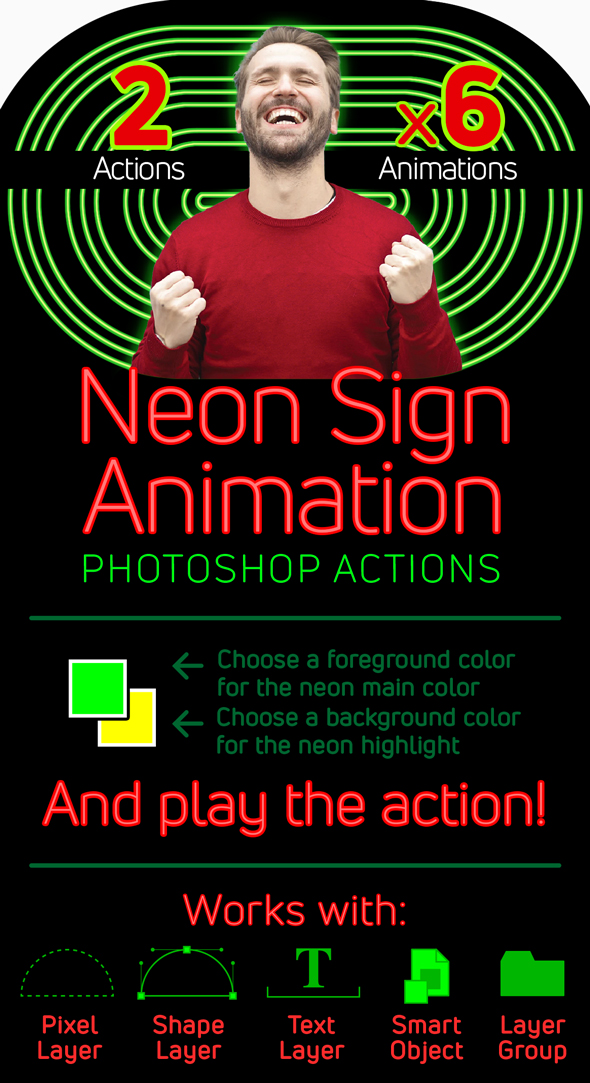 2
Actions
x6
Animations
Neon Sign
Animation
PHOTOSHOP ACTIONS
Choose a foreground color
for the neon main color
Choose a background color
for the neon highlight
And play the action!
Works with:
T
Pixel
Layer
Shape
Layer
Text
Layer
Smart
Object
Layer
Group